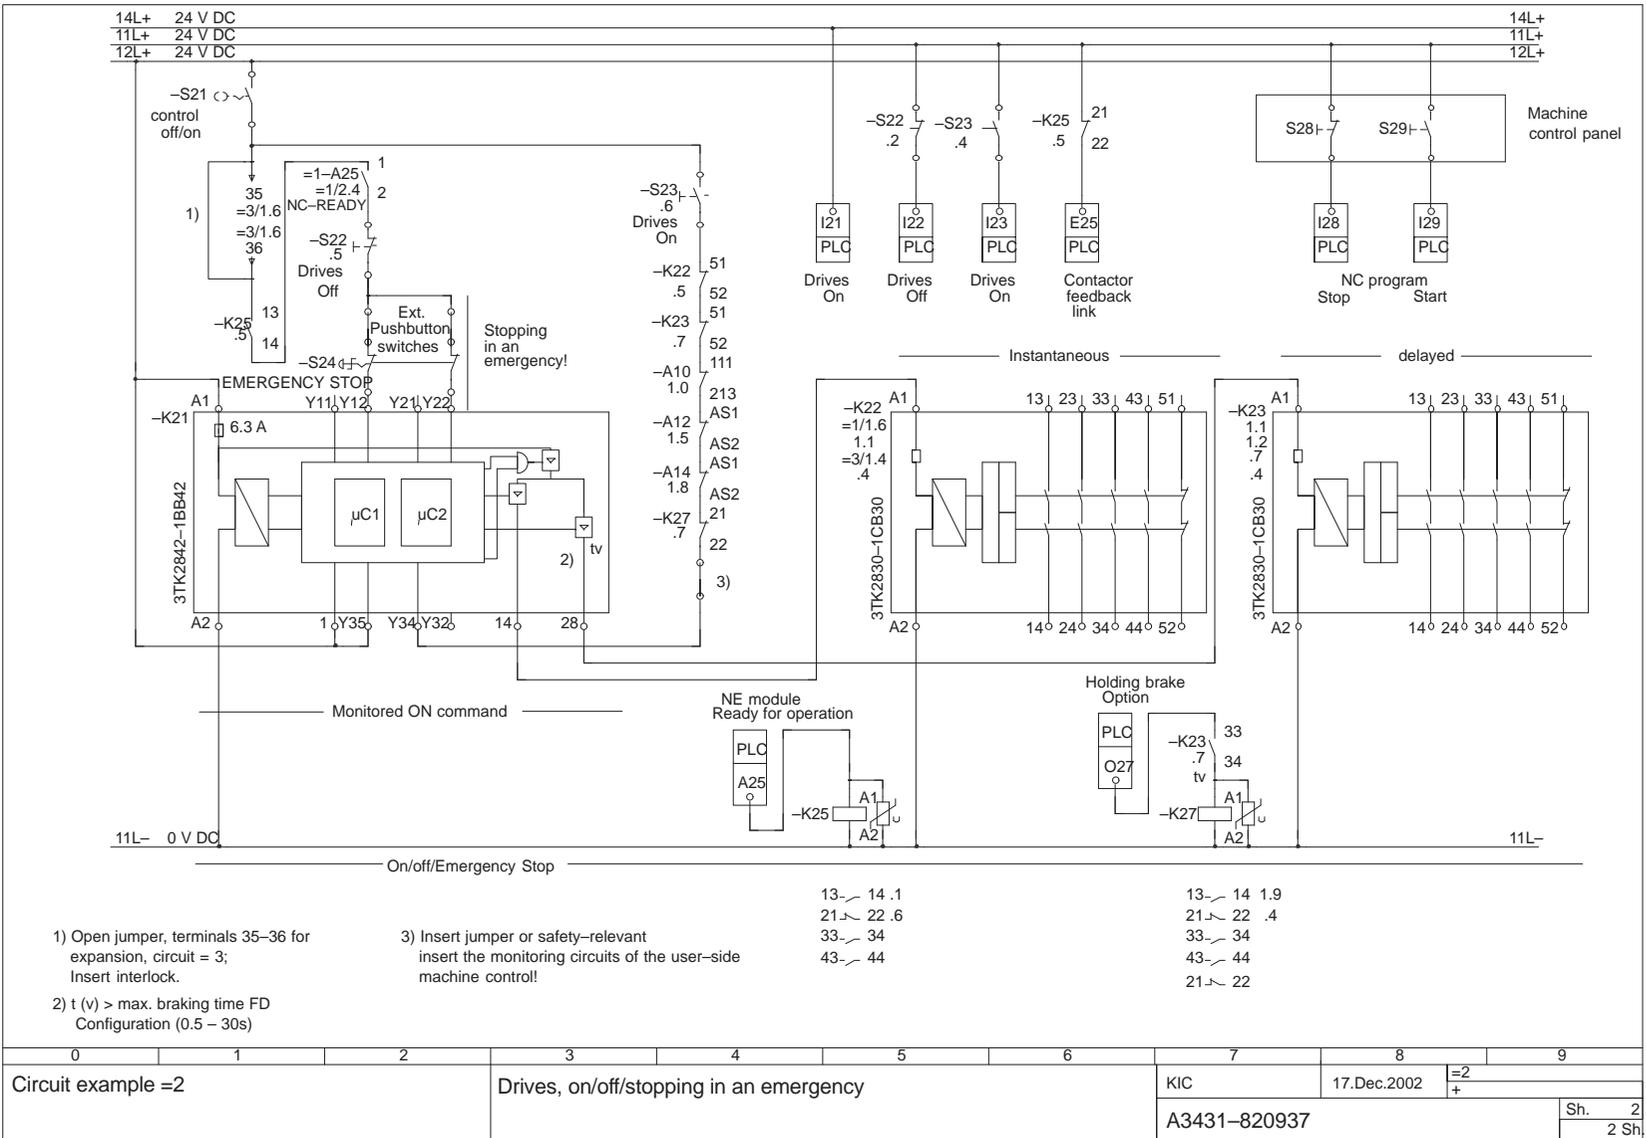 14L+ 24 V DC 14L+
11L+ 24 V DC 11L+
12L+ 24 V DC 12L+
–S21
control
off/on
1)
35
=3/1.6
=3/1.6
36
=1–A25
=1/2.4
NC–READY
1
2
–S22
.5
Drives
Off
13
–K25
.5
14
Ext.
Pushbutton
switches
Stopping
in an
emergency!
–S24
EMERGENCY STOP
–S23
.6
Drives
On
–K22 51
.5 52
–K23 51
.7 52
–A10 111
1.0 213
–A12 AS1
1.5 AS2
–A14 AS1
1.8 AS2
–K27 21
.7 22
3)
–S22
.2
–S23
.4
–K25 21
.5 22
S28
S29
Machine
control panel
I21 I22 I23 E25 I28 I29
PLC PLC PLC PLC PLC PLC
Drives
On
Drives
Off
Drives
On
Contactor
feedback
link
NC program
Stop Start
Instantaneous
delayed
A1 Y11 Y12 Y21 Y22
–K21
6.3 A
3TK2842–1BB42
µC1 µC2
2) tv
A2 1 Y35 Y34 Y32 14 28
A1 13 23 33 43 51
–K22
=1/1.6
1.1
=3/1.4
.4
3TK2830–1CB30
A2 14 24 34 44 52
A1 13 23 33 43 51
–K23
1.1
1.2
.7
.4
3TK2830–1CB30
A2 14 24 34 44 52
Monitored ON command
NE module
Ready for operation
PLC
A25
–K25
A1
A2
Holding brake
Option
PLC
O27
–K23 33
.7 34
tv
–K27
A1
A2
11L– 0 V DC 11L–
On/off/Emergency Stop
13 14 .1
21 22 .6
33 34
43 44
13 14 1.9
21 22 .4
33 34
43 44
21 22
1) Open jumper, terminals 35–36 for
expansion, circuit = 3;
Insert interlock.
2) t (v) > max. braking time FD
Configuration (0.5 – 30s)
3) Insert jumper or safety–relevant
insert the monitoring circuits of the user–side
machine control!
0 1 2 3 4 5 6 7 8 9
Circuit example =2
Drives, on/off/stopping in an emergency
KIC
17.Dec.2002
=2
+
A3431–820937
Sh. 2
2 Sh.